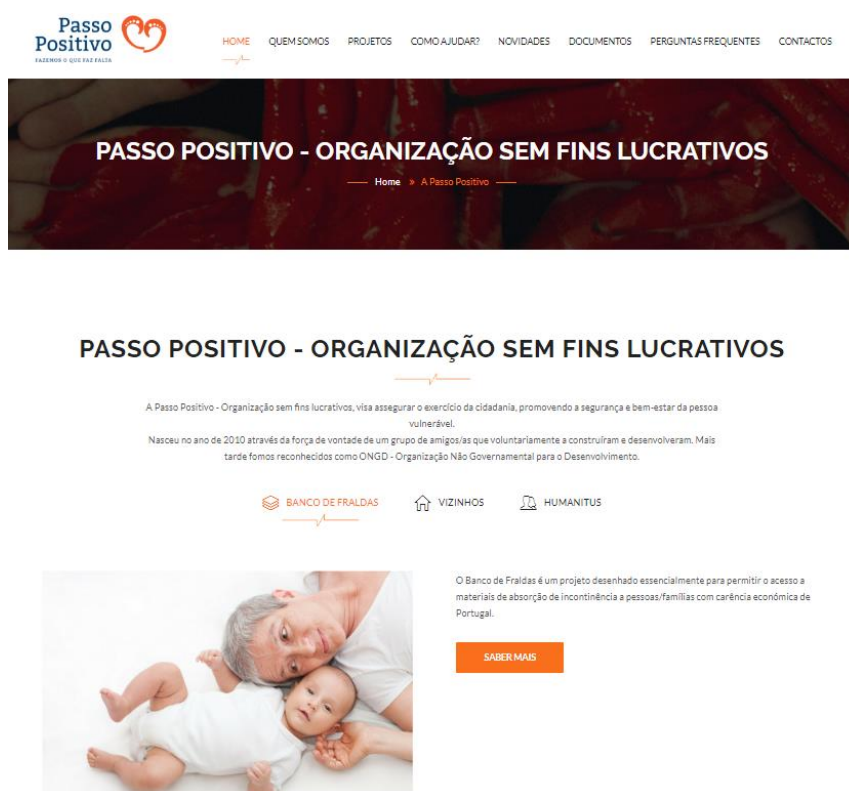 Passo
Positivo
FAZEMOS O QUE FAZ FALTA
HOME QUEM SOMOS PROJETOS COMO AJUDAR? NOVIDADES DOCUMENTOS PERGUNTAS FREQUENTES CONTACTOS
PASSO POSITIVO - ORGANIZAÇÃO SEM FINS LUCRATIVOS
Home » A Passo Positivo
PASSO POSITIVO - ORGANIZAÇÃO SEM FINS LUCRATIVOS
A Passo Positivo - Organização sem fins lucrativos, visa assegurar o exercício da cidadania, promovendo a segurança e bem-estar da pessoa
vulnerável.
Nasceu no ano de 2010 através da força de vontade de um grupo de amigos/as que voluntariamente a construíram e desenvolveram. Mais
tarde fomos reconhecidos como ONGD - Organização Não Governamental para o Desenvolvimento.
BANCO DE FRALDAS VIZINHOS HUMANITUS
O Banco de Fraldas é um projeto desenhado essencialmente para permitir o acesso a
materiais de absorção de incontinência a pessoas/famílias com carência económica de
Portugal.
SABER MAIS